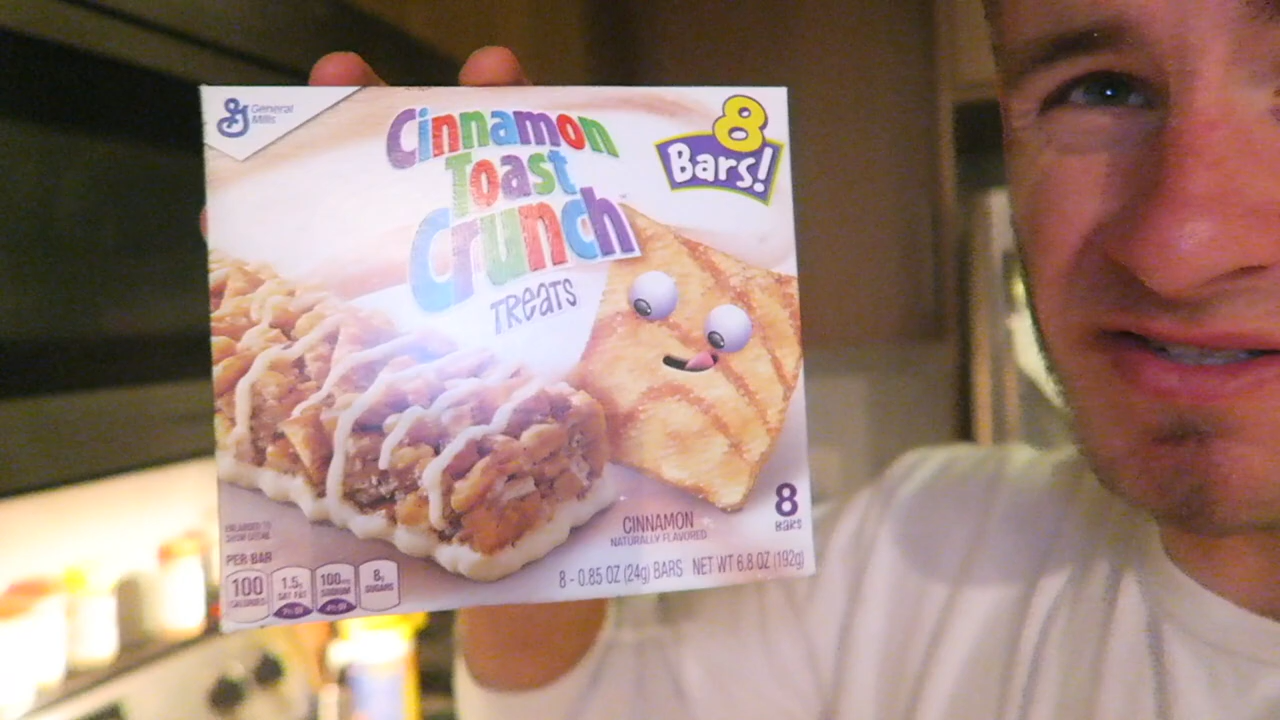 General
Mills
Cinnamon
Toast
Crunch
TREATS
8
Bars!
8
BARS
CINNAMON
NATURALLY FLAVORED
ENLARGED TO
SHOW DETAIL
PER BAR
100
CALORIES
1.5g
SAT FAT
100mg
SODIUM
4% DV
8g
SUGARS
8 - 0.85 OZ (24g) BARS NET WT 6.8 OZ (192g)